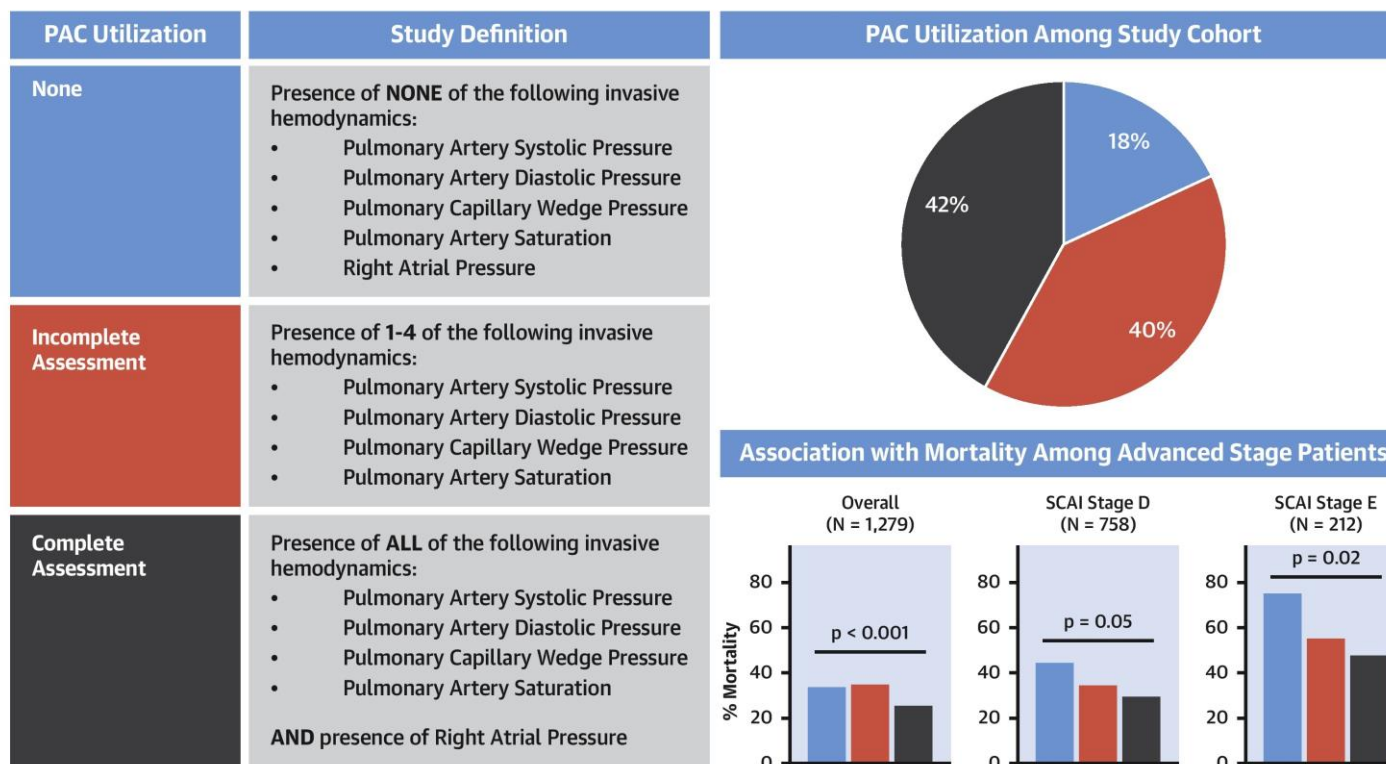 PAC Utilization
Study Definition
None
Presence of NONE of the following invasive
hemodynamics:
• Pulmonary Artery Systolic Pressure
• Pulmonary Artery Diastolic Pressure
• Pulmonary Capillary Wedge Pressure
• Pulmonary Artery Saturation
• Right Atrial Pressure
Incomplete
Assessment
Presence of 1-4 of the following invasive
hemodynamics:
• Pulmonary Artery Systolic Pressure
• Pulmonary Artery Diastolic Pressure
• Pulmonary Capillary Wedge Pressure
• Pulmonary Artery Saturation
Complete
Assessment
Presence of ALL of the following invasive
hemodynamics:
• Pulmonary Artery Systolic Pressure
• Pulmonary Artery Diastolic Pressure
• Pulmonary Capillary Wedge Pressure
• Pulmonary Artery Saturation
AND presence of Right Atrial Pressure
PAC Utilization Among Study Cohort
18%
42%
40%
Association with Mortality Among Advanced Stage Patients
Overall
(N = 1,279)
% Mortality
80
60
40
20
0
p < 0.001
SCAI Stage D
(N = 758)
80
60
40
20
0
p = 0.05
SCAI Stage E
(N = 212)
80
60
40
20
0
p = 0.02